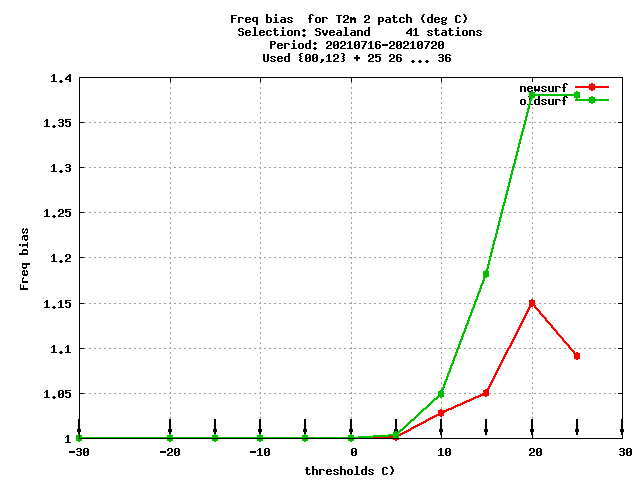 Freq bias  for T2m 2 patch (deg C)
Selection: Svealand     41 stations
Period: 20210716-20210720
Used {00,12} + 25 26 ... 36
1.4
newsurf
oldsurf
1.35
1.3
1.25
1.2
Freq bias
1.15
1.1
1.05
1
-30 -20 -10 0 10 20 30
thresholds C)